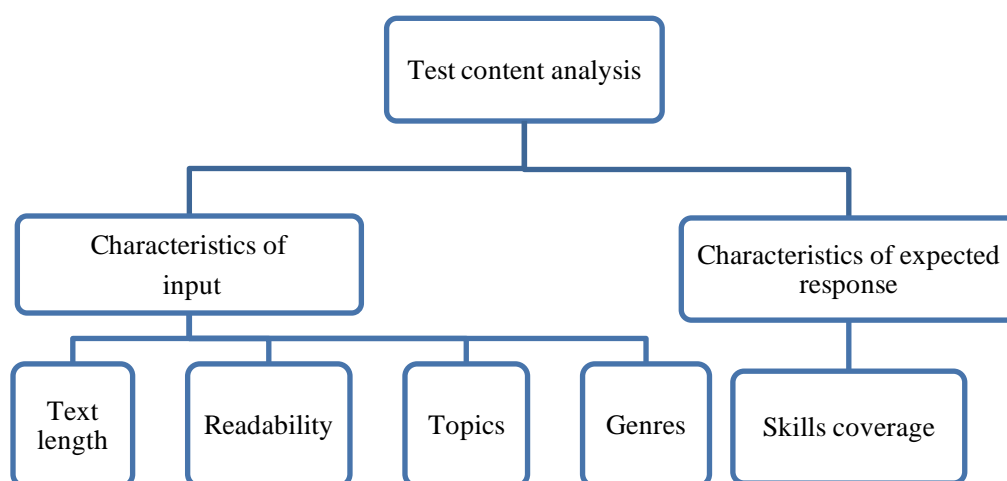 Test content analysis
Characteristics of
input
Characteristics of expected
response
Text
length
Readability
Topics
Genres
Skills coverage